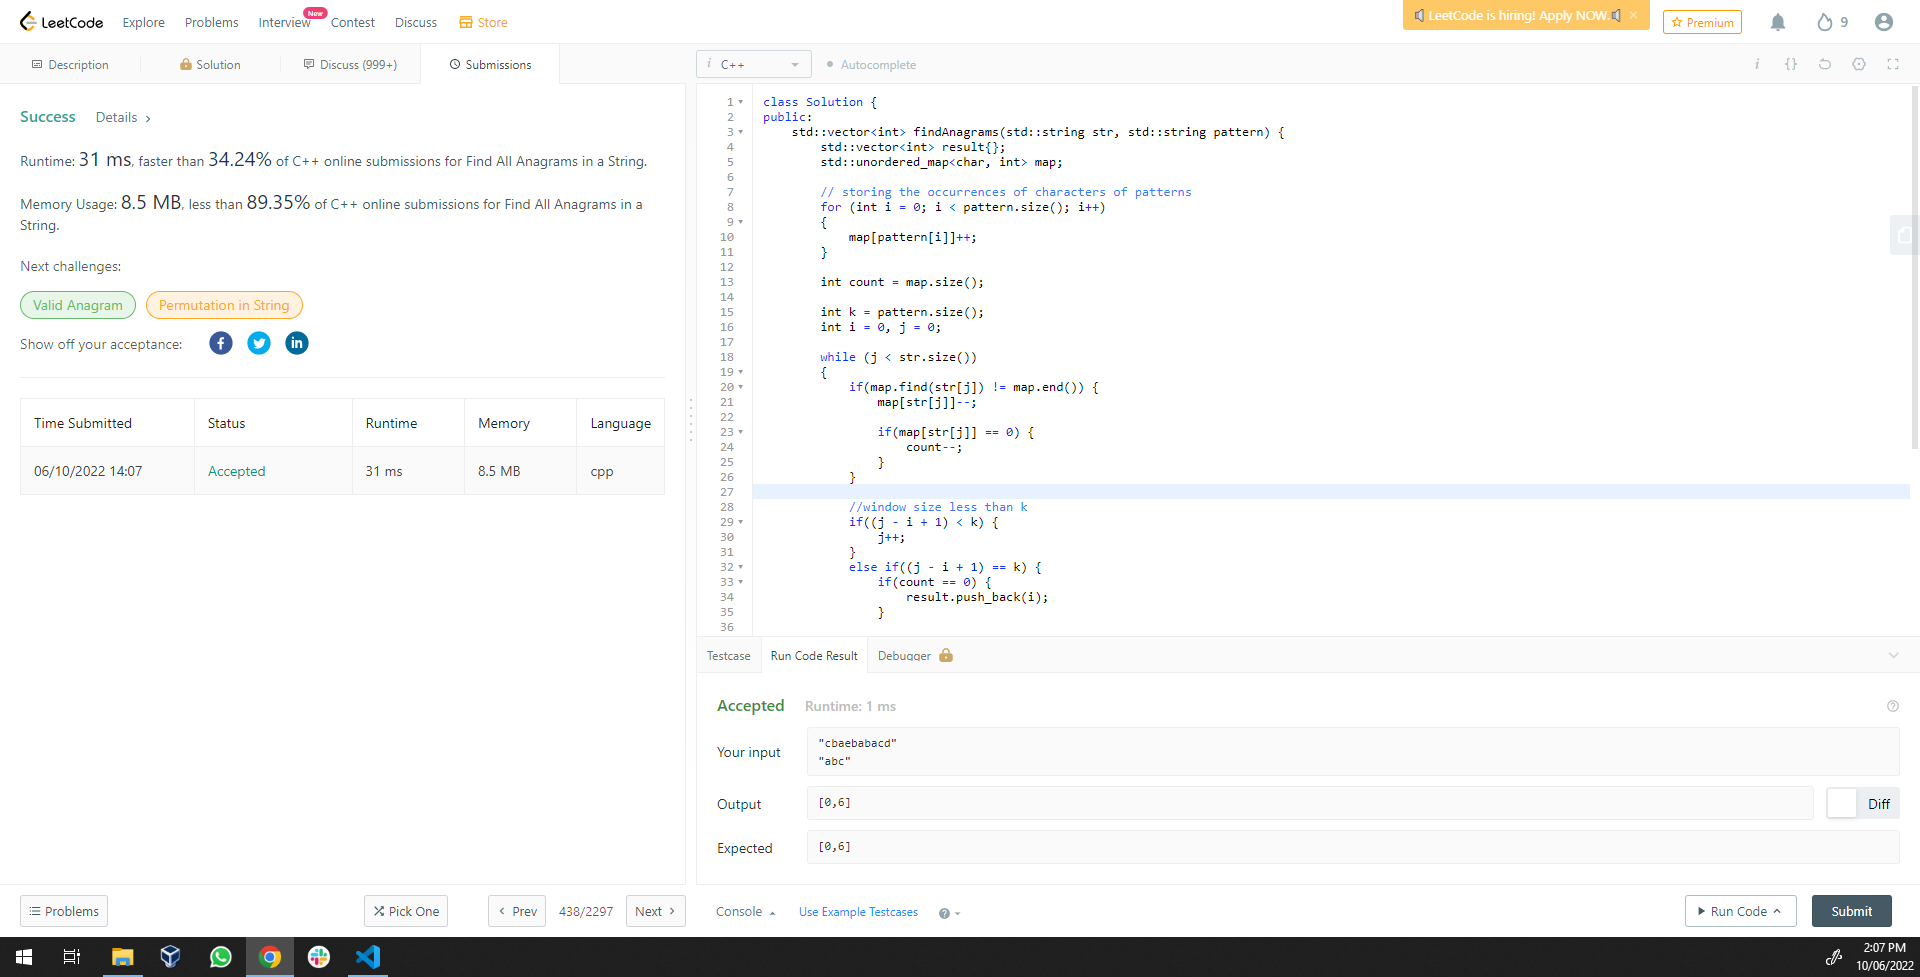 LeetCode Explore Problems Interview New Contest Discuss Store LeetCode is hiring! Apply NOW. × Premium 9
Description Solution Discuss (999+) Submissions
Success Details >
Runtime: 31 ms, faster than 34.24% of C++ online submissions for Find All Anagrams in a String.
Memory Usage: 8.5 MB, less than 89.35% of C++ online submissions for Find All Anagrams in a
String.
Next challenges:
Valid Anagram Permutation in String
Show off your acceptance:
Time Submitted Status Runtime Memory Language
06/10/2022 14:07 Accepted 31 ms 8.5 MB cpp
Problems Pick One < Prev 438/2297 Next >
i C++ Autocomplete i {}
1 class Solution {
2 public:
3 std::vector<int> findAnagrams(std::string str, std::string pattern) {
4 std::vector<int> result{};
5 std::unordered_map<char, int> map;
6
7 // storing the occurrences of characters of patterns
8 for (int i = 0; i < pattern.size(); i++)
9 {
10 map[pattern[i]]++;
11 }
12
13 int count = map.size();
14
15 int k = pattern.size();
16 int i = 0, j = 0;
17
18 while (j < str.size())
19 {
20 if(map.find(str[j]) != map.end()) {
21 map[str[j]]--;
22
23 if(map[str[j]] == 0) {
24 count--;
25 }
26 }
27
28 //window size less than k
29 if((j - i + 1) < k) {
30 j++;
31 }
32 else if((j - i + 1) == k) {
33 if(count == 0) {
34 result.push_back(i);
35 }
36
Testcase Run Code Result Debugger
Accepted Runtime: 1 ms
Your input
"cbaebabacd"
"abc"
Output [0,6] Diff
Expected [0,6]
Console Use Example Testcases Run Code Submit
2:07 PM
10/06/2022